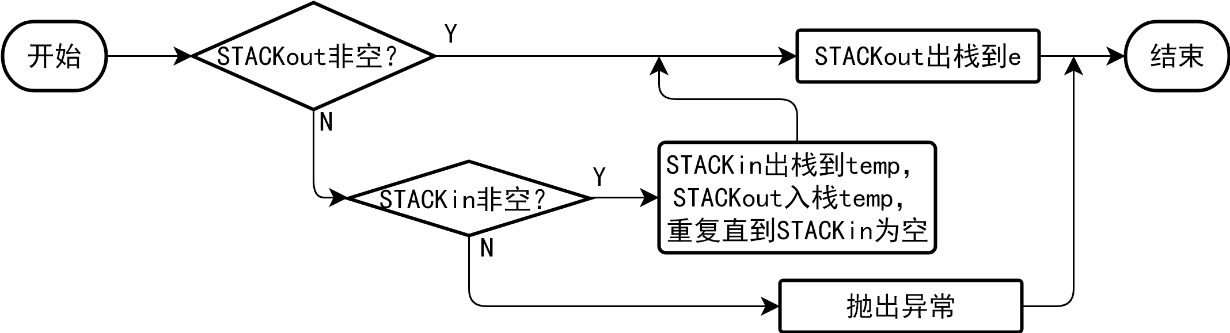 开始
STACKout非空?
Y
STACKout出栈到e
结束
N
STACKin非空?
Y
STACKin出栈到temp,
STACKout入栈temp,
重复直到STACKin为空
N
抛出异常